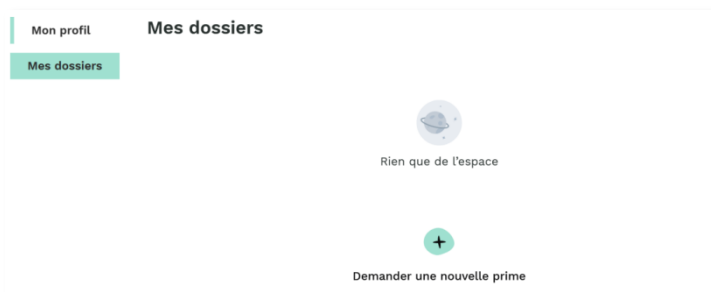 Mon profil
Mes dossiers
Mes dossiers
Rien que de l'espace
Demander une nouvelle prime